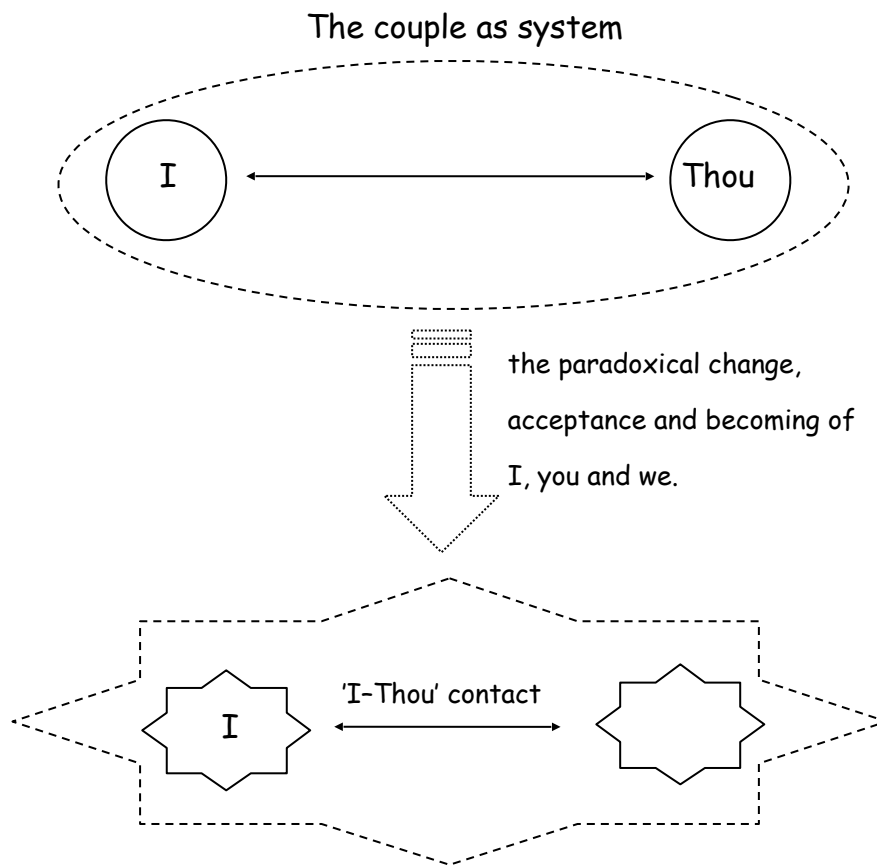 The couple as system
I
Thou
the paradoxical change,
acceptance and becoming of
I, you and we.
'I–Thou' contact
I